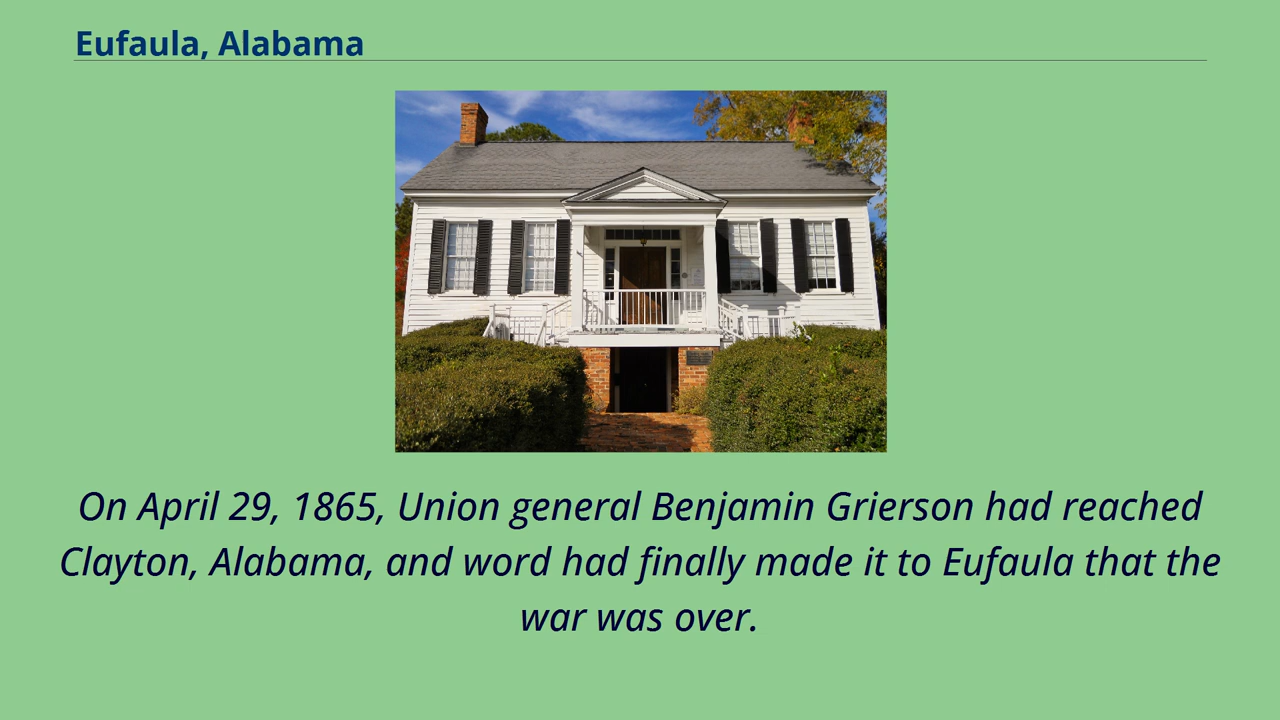 Eufaula, Alabama
On April 29, 1865, Union general Benjamin Grierson had reached
Clayton, Alabama, and word had finally made it to Eufaula that the
war was over.